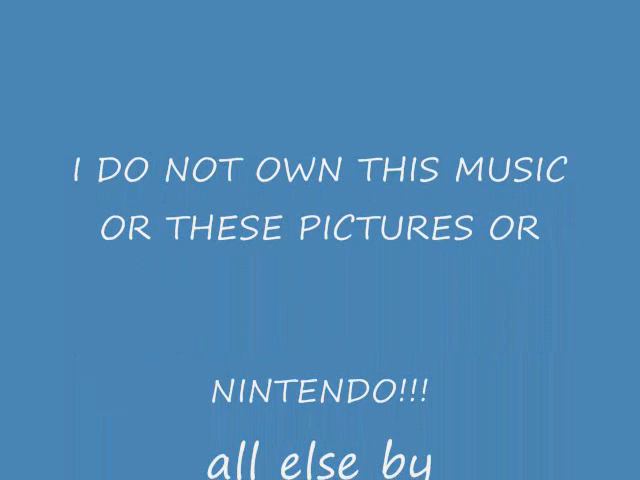 I DO NOT OWN THIS MUSIC
OR THESE PICTURES OR
NINTENDO!!!
all else by